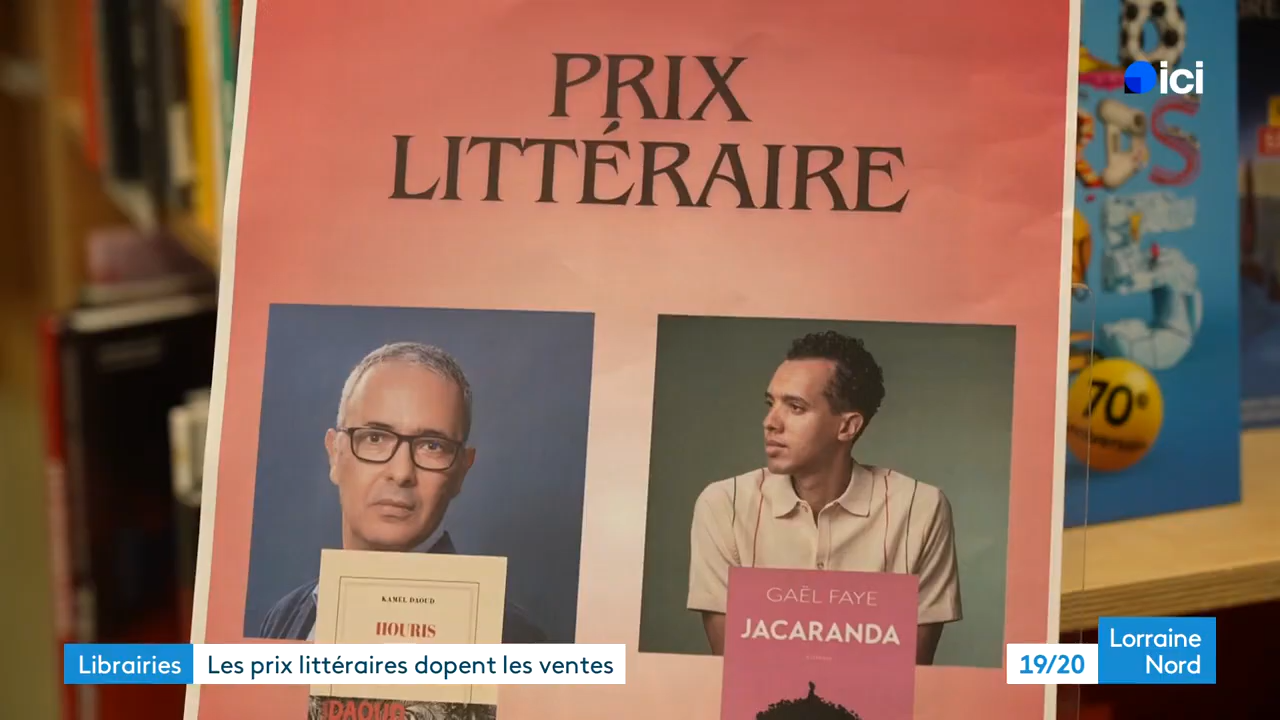 PRIX
LITTÉRAIRE
ici
70e
KAMEL DAOUD
HOURIS
DAOUD
GAËL FAYE
JACARANDA
Librairies
Les prix littéraires dopent les ventes
19/20
Lorraine
Nord